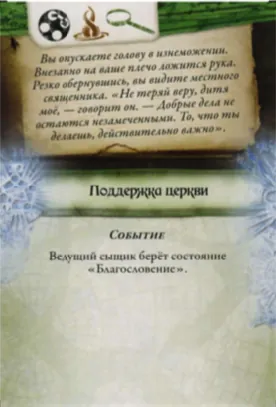 Вы опускаете голову в изнеможении.
Внезапно на ваше плечо ложится рука.
Резко обернувшись, вы видите местного
священника. «Не теряй веру, дитя
моё, — говорит он. — Добрые дела не
остаются незамеченными. То, что ты
делаешь, действительно важно».
Поддержка церкви
Событие
Ведущий сыщик берёт состояние
«Благословение».